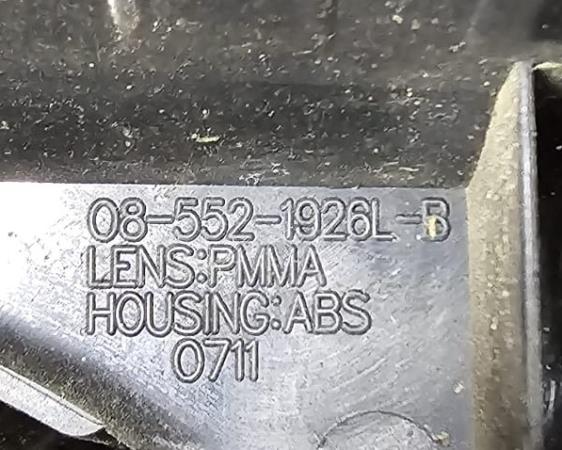 08-552-1926L-B
LENS:PMMA
HOUSING:ABS
0711